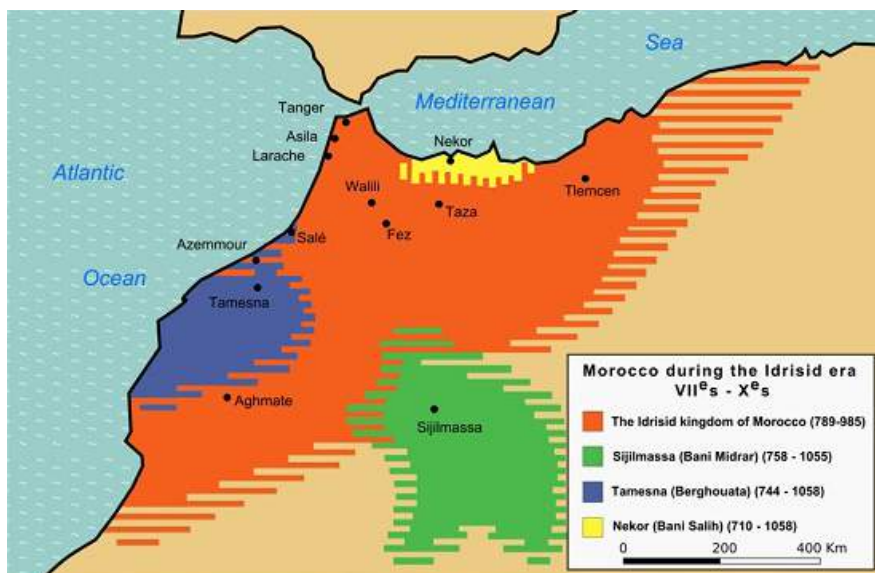 Sea
Mediterranean
Tanger
Asila
Larache
Nekor
Atlantic
Walili
Tlemcen
Taza
Fez
Salé
Azemmour
Ocean
Tamesna
Aghmate
Sijilmassa
Morocco during the Idrisid era
VIIᵉs - Xᵉs
The Idrisid kingdom of Morocco (789-985)
Sijilmassa (Bani Midrar) (758 - 1055)
Tamesna (Berghouata) (744 - 1058)
Nekor (Bani Salih) (710 - 1058)
0 200 400 Km